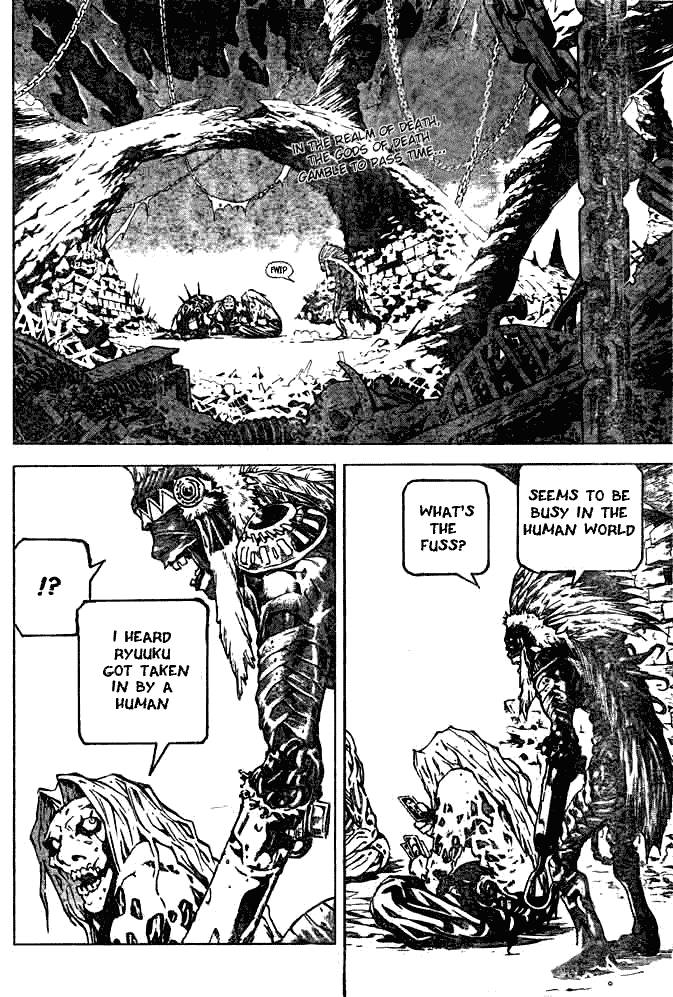 IN THE REALM OF DEATH,
THE GODS OF DEATH
GAMBLE TO PASS TIME...
FWIP
SEEMS TO BE
BUSY IN THE
HUMAN WORLD
WHAT'S
THE
FUSS?
I HEARD
RYUUKU
GOT TAKEN
IN BY A
HUMAN
!?